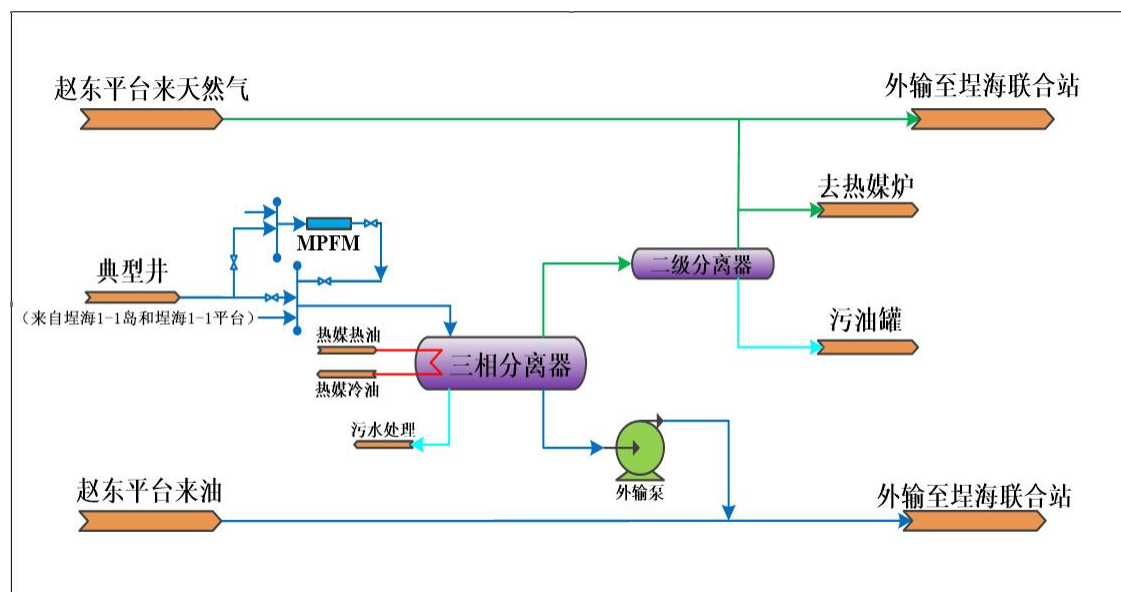 赵东平台来天然气
外输至埕海联合站
去热媒炉
MPFM
二级分离器
典型井
(来自埕海1-1岛和埕海1-1平台)
污油罐
热媒热油
三相分离器
热媒冷油
污水处理
外输泵
赵东平台来油
外输至埕海联合站